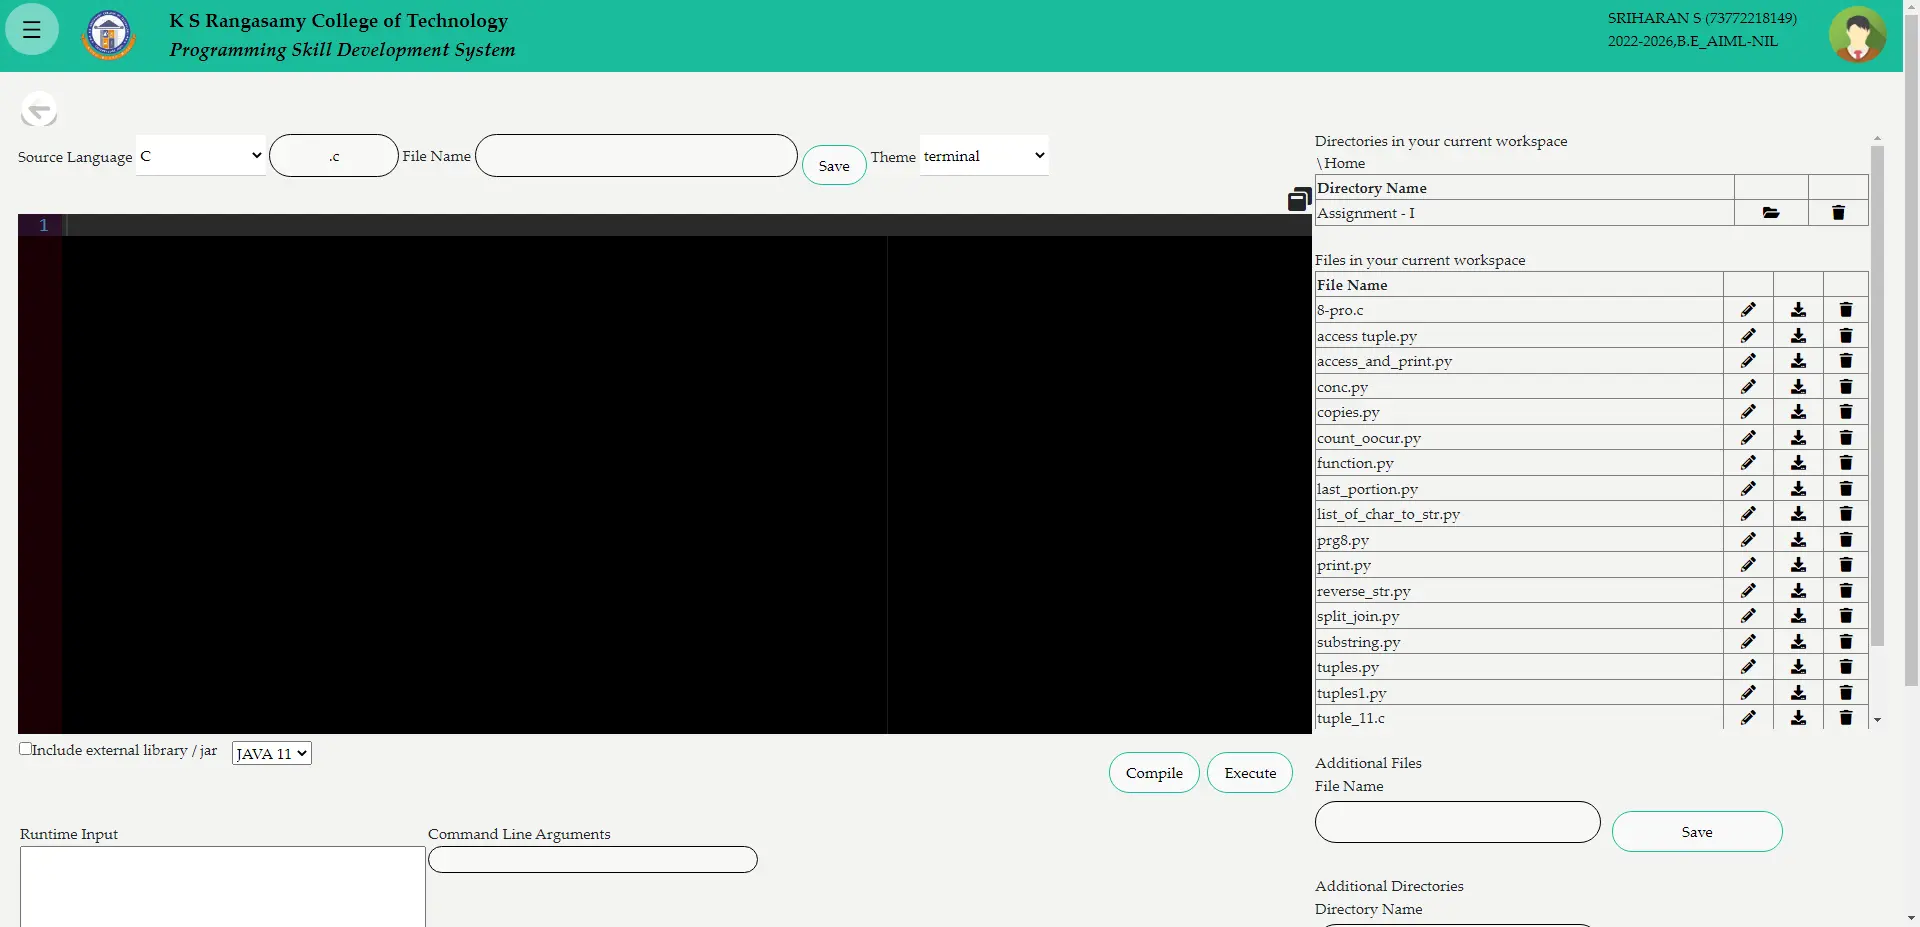 K S Rangasamy College of Technology
Programming Skill Development System
SRIHARAN S (73772218149)
2022-2026,B.E_AIML-NIL
Source Language C .c File Name Save Theme terminal
1
Include external library / jar JAVA 11
Compile Execute
Runtime Input
Command Line Arguments
Directories in your current workspace
\ Home
Directory Name
Assignment - I
Files in your current workspace
File Name
8-pro.c
access tuple.py
access_and_print.py
conc.py
copies.py
count_oocur.py
function.py
last_portion.py
list_of_char_to_str.py
prg8.py
print.py
reverse_str.py
split_join.py
substring.py
tuples.py
tuples1.py
tuple_11.c
Additional Files
File Name
Save
Additional Directories
Directory Name